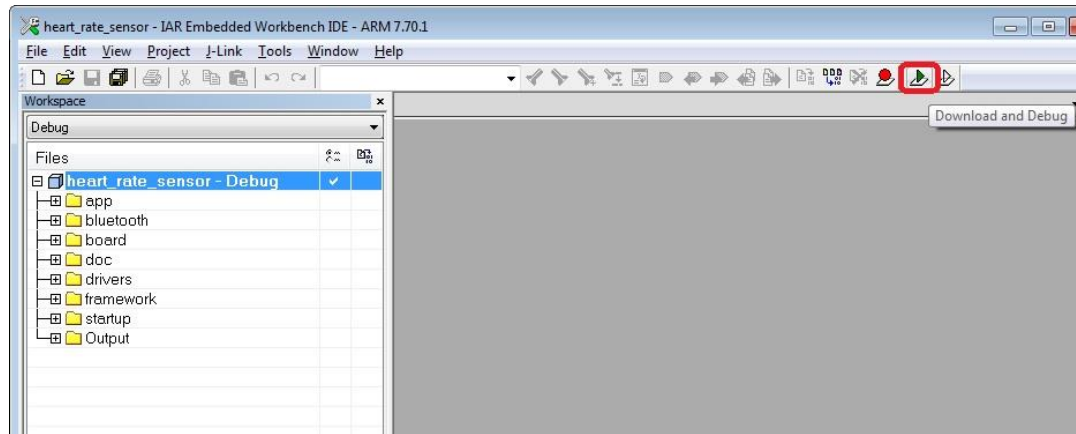 heart_rate_sensor - IAR Embedded Workbench IDE - ARM 7.70.1
File Edit View Project J-Link Tools Window Help
Workspace
Download and Debug
Debug
Files
heart_rate_sensor - Debug
app
bluetooth
board
doc
drivers
framework
startup
Output